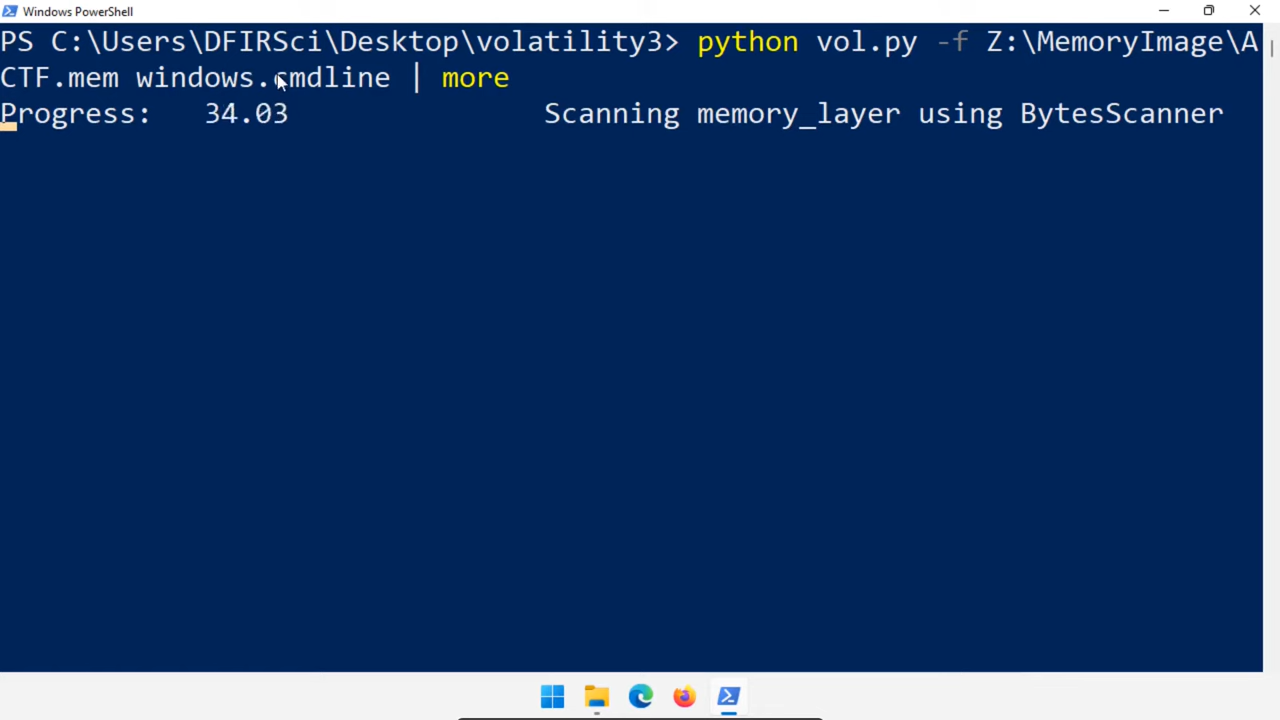 Windows PowerShell
PS C:\Users\DFIRSci\Desktop\volatility3> python vol.py -f Z:\MemoryImage\A
CTF.mem windows.cmdline | more
Progress:   34.03               Scanning memory_layer using BytesScanner